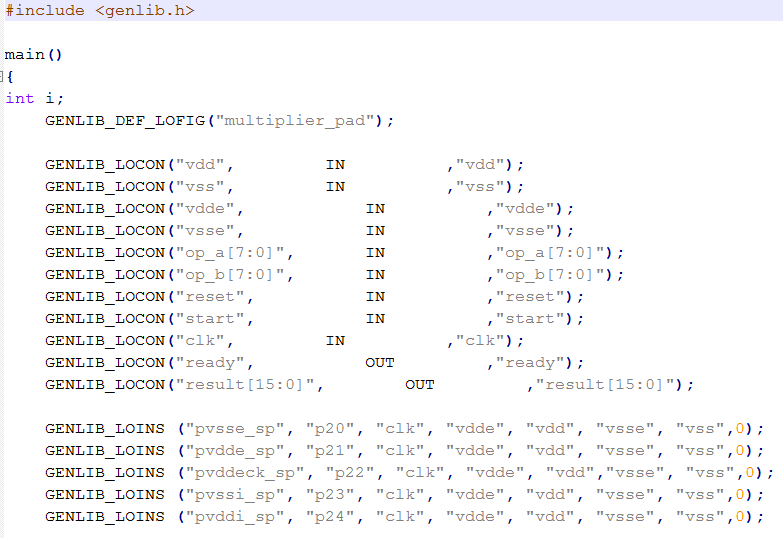 #include <genlib.h>
main()
{
int i;
GENLIB_DEF_LOFIG("multiplier_pad");
GENLIB_LOCON("vdd", IN ,"vdd");
GENLIB_LOCON("vss", IN ,"vss");
GENLIB_LOCON("vdde", IN ,"vdde");
GENLIB_LOCON("vsse", IN ,"vsse");
GENLIB_LOCON("op_a[7:0]", IN ,"op_a[7:0]");
GENLIB_LOCON("op_b[7:0]", IN ,"op_b[7:0]");
GENLIB_LOCON("reset", IN ,"reset");
GENLIB_LOCON("start", IN ,"start");
GENLIB_LOCON("clk", IN ,"clk");
GENLIB_LOCON("ready", OUT ,"ready");
GENLIB_LOCON("result[15:0]", OUT ,"result[15:0]");
GENLIB_LOINS ("pvsse_sp", "p20", "clk", "vdde", "vdd", "vsse", "vss",0);
GENLIB_LOINS ("pvdde_sp", "p21", "clk", "vdde", "vdd", "vsse", "vss",0);
GENLIB_LOINS ("pvddeck_sp", "p22", "clk", "vdde", "vdd","vsse", "vss",0);
GENLIB_LOINS ("pvssi_sp", "p23", "clk", "vdde", "vdd", "vsse", "vss",0);
GENLIB_LOINS ("pvddi_sp", "p24", "clk", "vdde", "vdd", "vsse", "vss",0);